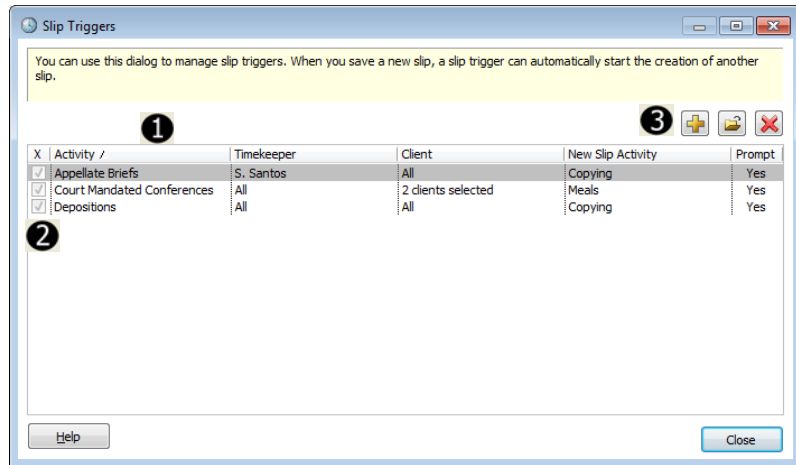 Slip Triggers
You can use this dialog to manage slip triggers. When you save a new slip, a slip trigger can automatically start the creation of another
slip.
1
3
X Activity / Timekeeper Client New Slip Activity Prompt
Appellate Briefs S. Santos All Copying Yes
Court Mandated Conferences All 2 clients selected Meals Yes
Depositions All All Copying Yes
2
Help Close